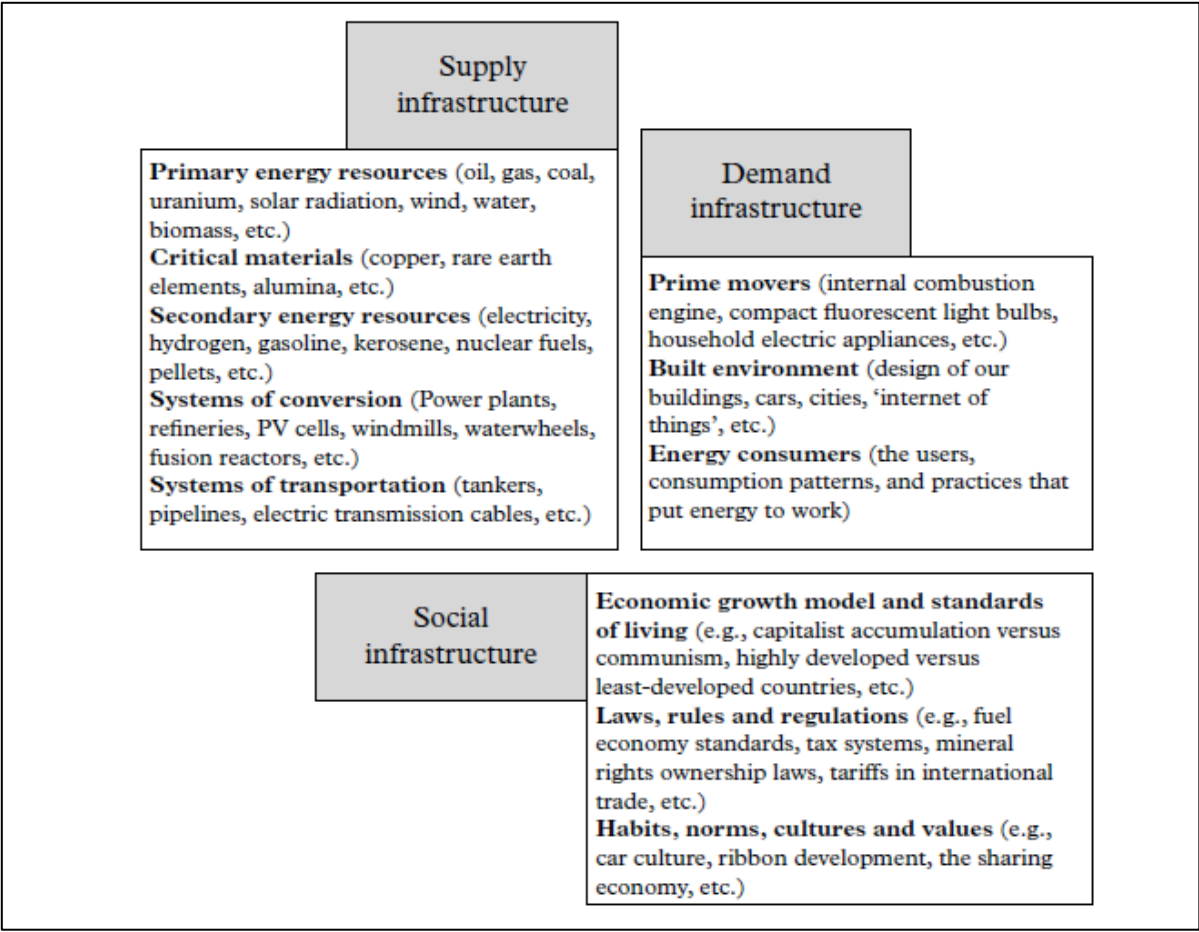 Supply
infrastructure
Primary energy resources (oil, gas, coal,
uranium, solar radiation, wind, water,
biomass, etc.)
Critical materials (copper, rare earth
elements, alumina, etc.)
Secondary energy resources (electricity,
hydrogen, gasoline, kerosene, nuclear fuels,
pellets, etc.)
Systems of conversion (Power plants,
refineries, PV cells, windmills, waterwheels,
fusion reactors, etc.)
Systems of transportation (tankers,
pipelines, electric transmission cables, etc.)
Demand
infrastructure
Prime movers (internal combustion
engine, compact fluorescent light bulbs,
household electric appliances, etc.)
Built environment (design of our
buildings, cars, cities, ‘internet of
things’, etc.)
Energy consumers (the users,
consumption patterns, and practices that
put energy to work)
Social
infrastructure
Economic growth model and standards
of living (e.g., capitalist accumulation versus
communism, highly developed versus
least-developed countries, etc.)
Laws, rules and regulations (e.g., fuel
economy standards, tax systems, mineral
rights ownership laws, tariffs in international
trade, etc.)
Habits, norms, cultures and values (e.g.,
car culture, ribbon development, the sharing
economy, etc.)